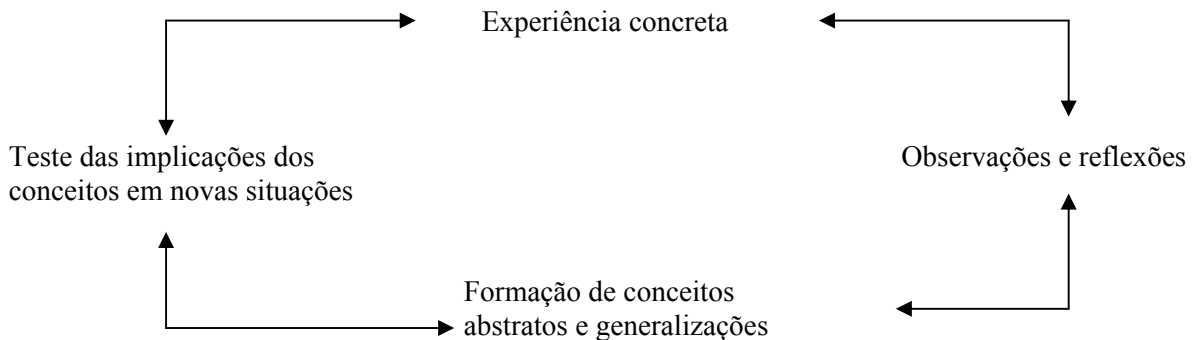 Experiência concreta
Teste das implicações dos
conceitos em novas situações
Observações e reflexões
Formação de conceitos
abstratos e generalizações